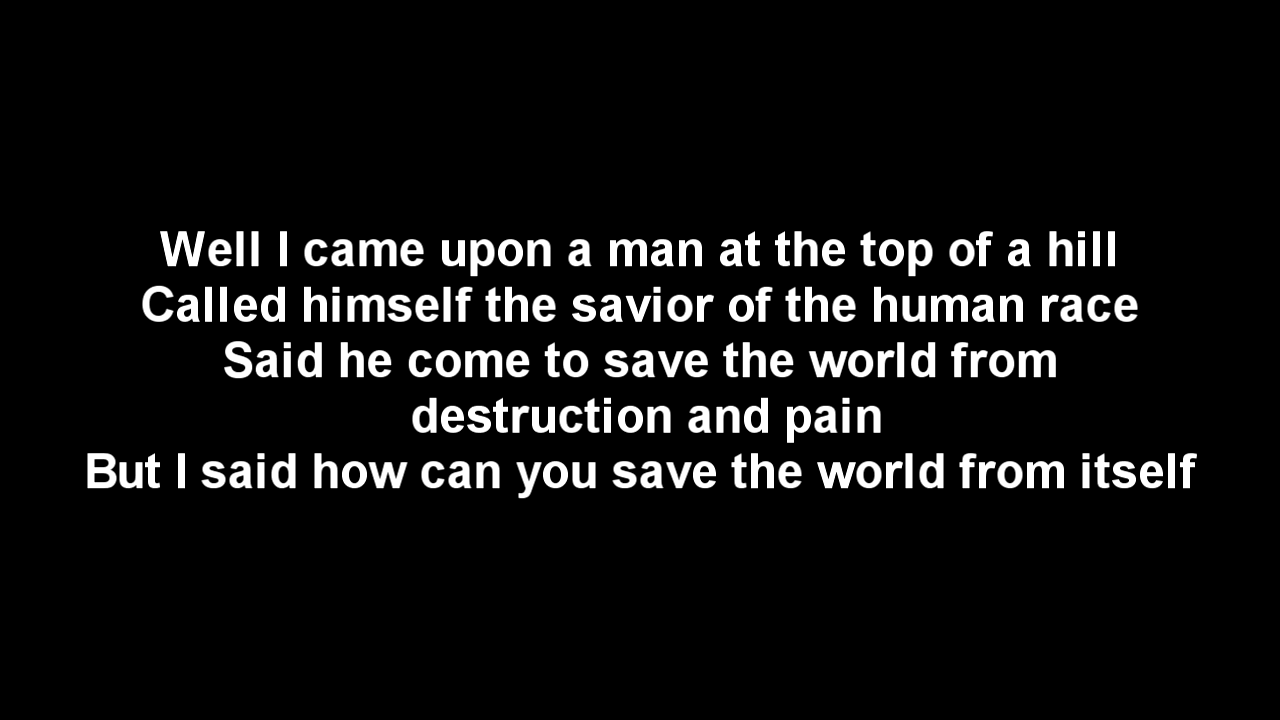 Well I came upon a man at the top of a hill
Called himself the savior of the human race
Said he come to save the world from
destruction and pain
But I said how can you save the world from itself